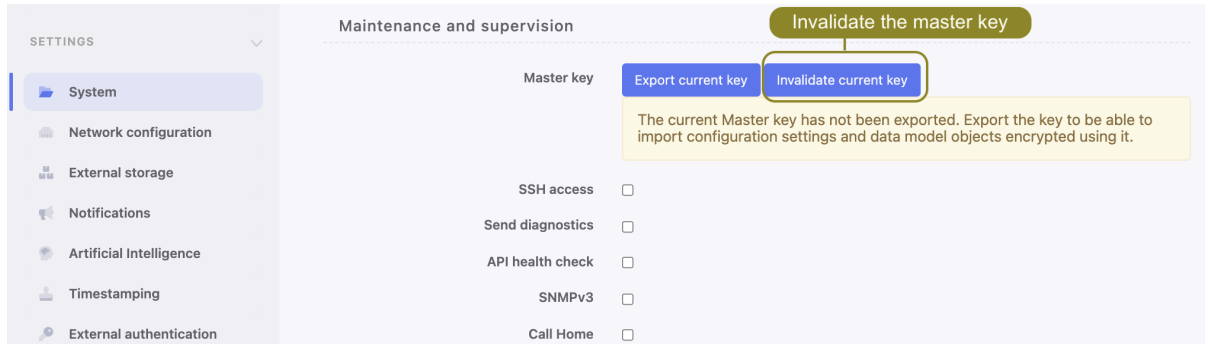 Invalidate the master key
SETTINGS
System
Network configuration
External storage
Notifications
Artificial Intelligence
Timestamping
External authentication
Maintenance and supervision
Master key
Export current key
Invalidate current key
The current Master key has not been exported. Export the key to be able to
import configuration settings and data model objects encrypted using it.
SSH access
Send diagnostics
API health check
SNMPv3
Call Home